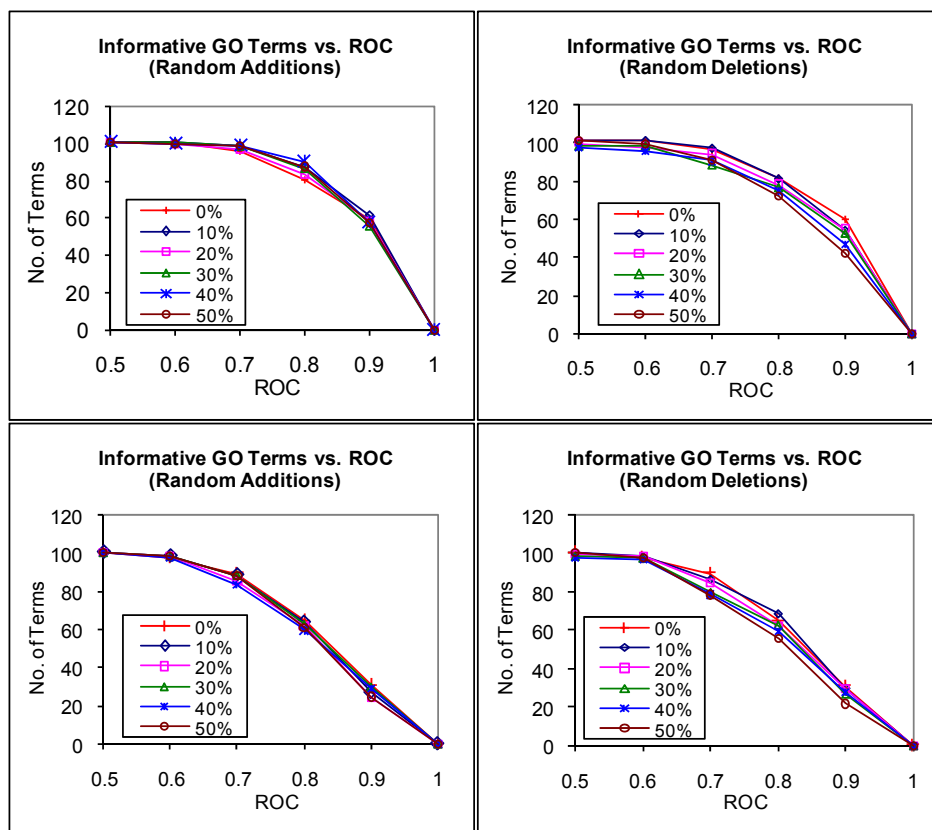 Informative GO Terms vs. ROC
(Random Additions)
120
100
80
60
40
20
0
No. of Terms
0%
10%
20%
30%
40%
50%
0.5 0.6 0.7 0.8 0.9 1
ROC
Informative GO Terms vs. ROC
(Random Deletions)
120
100
80
60
40
20
0
No. of Terms
0%
10%
20%
30%
40%
50%
0.5 0.6 0.7 0.8 0.9 1
ROC
Informative GO Terms vs. ROC
(Random Additions)
120
100
80
60
40
20
0
No. of Terms
0%
10%
20%
30%
40%
50%
0.5 0.6 0.7 0.8 0.9 1
ROC
Informative GO Terms vs. ROC
(Random Deletions)
120
100
80
60
40
20
0
No. of Terms
0%
10%
20%
30%
40%
50%
0.5 0.6 0.7 0.8 0.9 1
ROC